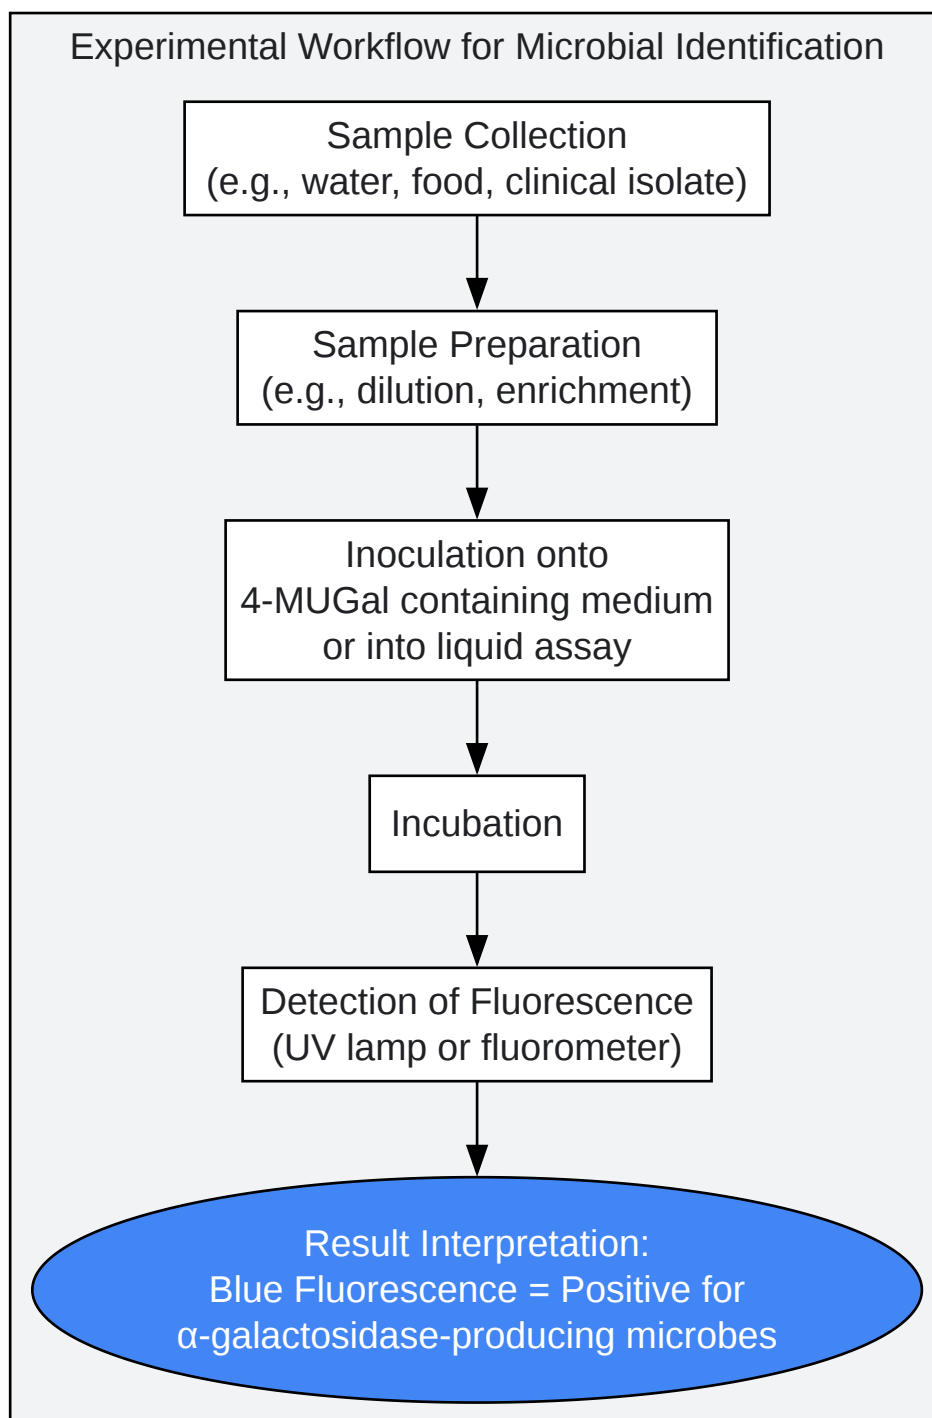 Experimental Workflow for Microbial Identification
Sample Collection
(e.g., water, food, clinical isolate)
Sample Preparation
(e.g., dilution, enrichment)
Inoculation onto
4-MUGal containing medium
or into liquid assay
Incubation
Detection of Fluorescence
(UV lamp or fluorometer)
Result Interpretation:
Blue Fluorescence = Positive for
α-galactosidase-producing microbes